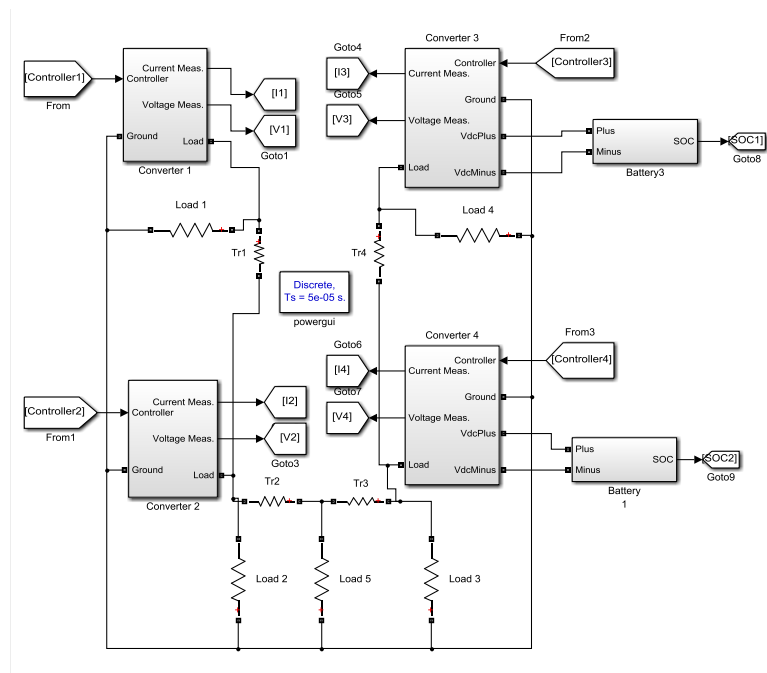 [Controller1]
From
Current Meas.
Controller
Voltage Meas.
Ground
Load
Converter 1
[I1]
[V1]
Goto1
Load 1
Tr1
Discrete,
Ts = 5e-05 s.
powergui
[Controller2]
From1
Current Meas.
Controller
Voltage Meas.
Ground
Load
Converter 2
[I2]
[V2]
Goto3
Tr2
Tr3
Load 2
Load 5
Load 3
Goto4
[I3]
Goto5
[V3]
Converter 3
Controller
Current Meas.
Ground
Voltage Meas.
VdcPlus
Load
VdcMinus
From2
[Controller3]
Plus
Minus
SOC
Battery3
[SOC1]
Goto8
Tr4
Load 4
Goto6
[I4]
Goto7
[V4]
Converter 4
Controller
Current Meas.
Ground
Voltage Meas.
VdcPlus
Load
VdcMinus
From3
[Controller4]
Plus
Minus
SOC
Battery
1
[SOC2]
Goto9